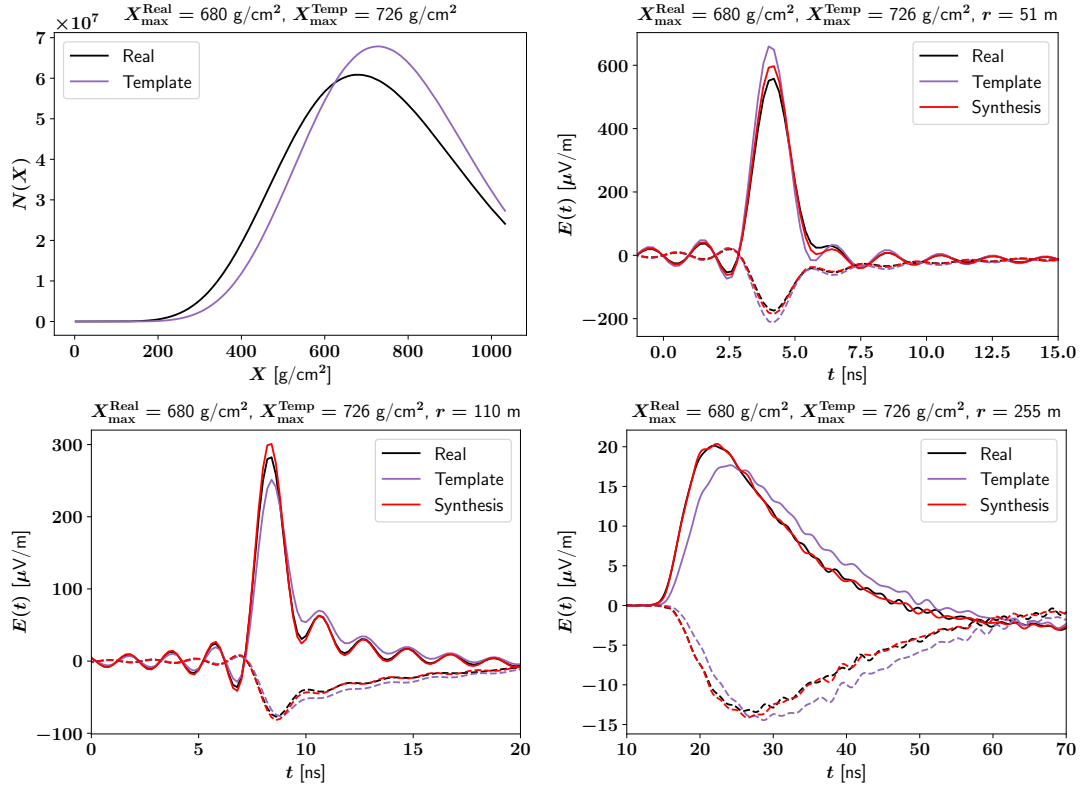 X_max^Real = 680 g/cm², X_max^Temp = 726 g/cm²
×10⁷
7
6
5
4
3
2
1
0
N(X)
Real
Template
0 200 400 600 800 1000
X [g/cm²]
X_max^Real = 680 g/cm², X_max^Temp = 726 g/cm², r = 51 m
600
400
200
0
−200
E(t) [μV/m]
Real
Template
Synthesis
0.0 2.5 5.0 7.5 10.0 12.5 15.0
t [ns]
X_max^Real = 680 g/cm², X_max^Temp = 726 g/cm², r = 110 m
300
200
100
0
−100
E(t) [μV/m]
Real
Template
Synthesis
0 5 10 15 20
t [ns]
X_max^Real = 680 g/cm², X_max^Temp = 726 g/cm², r = 255 m
20
15
10
5
0
−5
−10
−15
E(t) [μV/m]
Real
Template
Synthesis
10 20 30 40 50 60 70
t [ns]